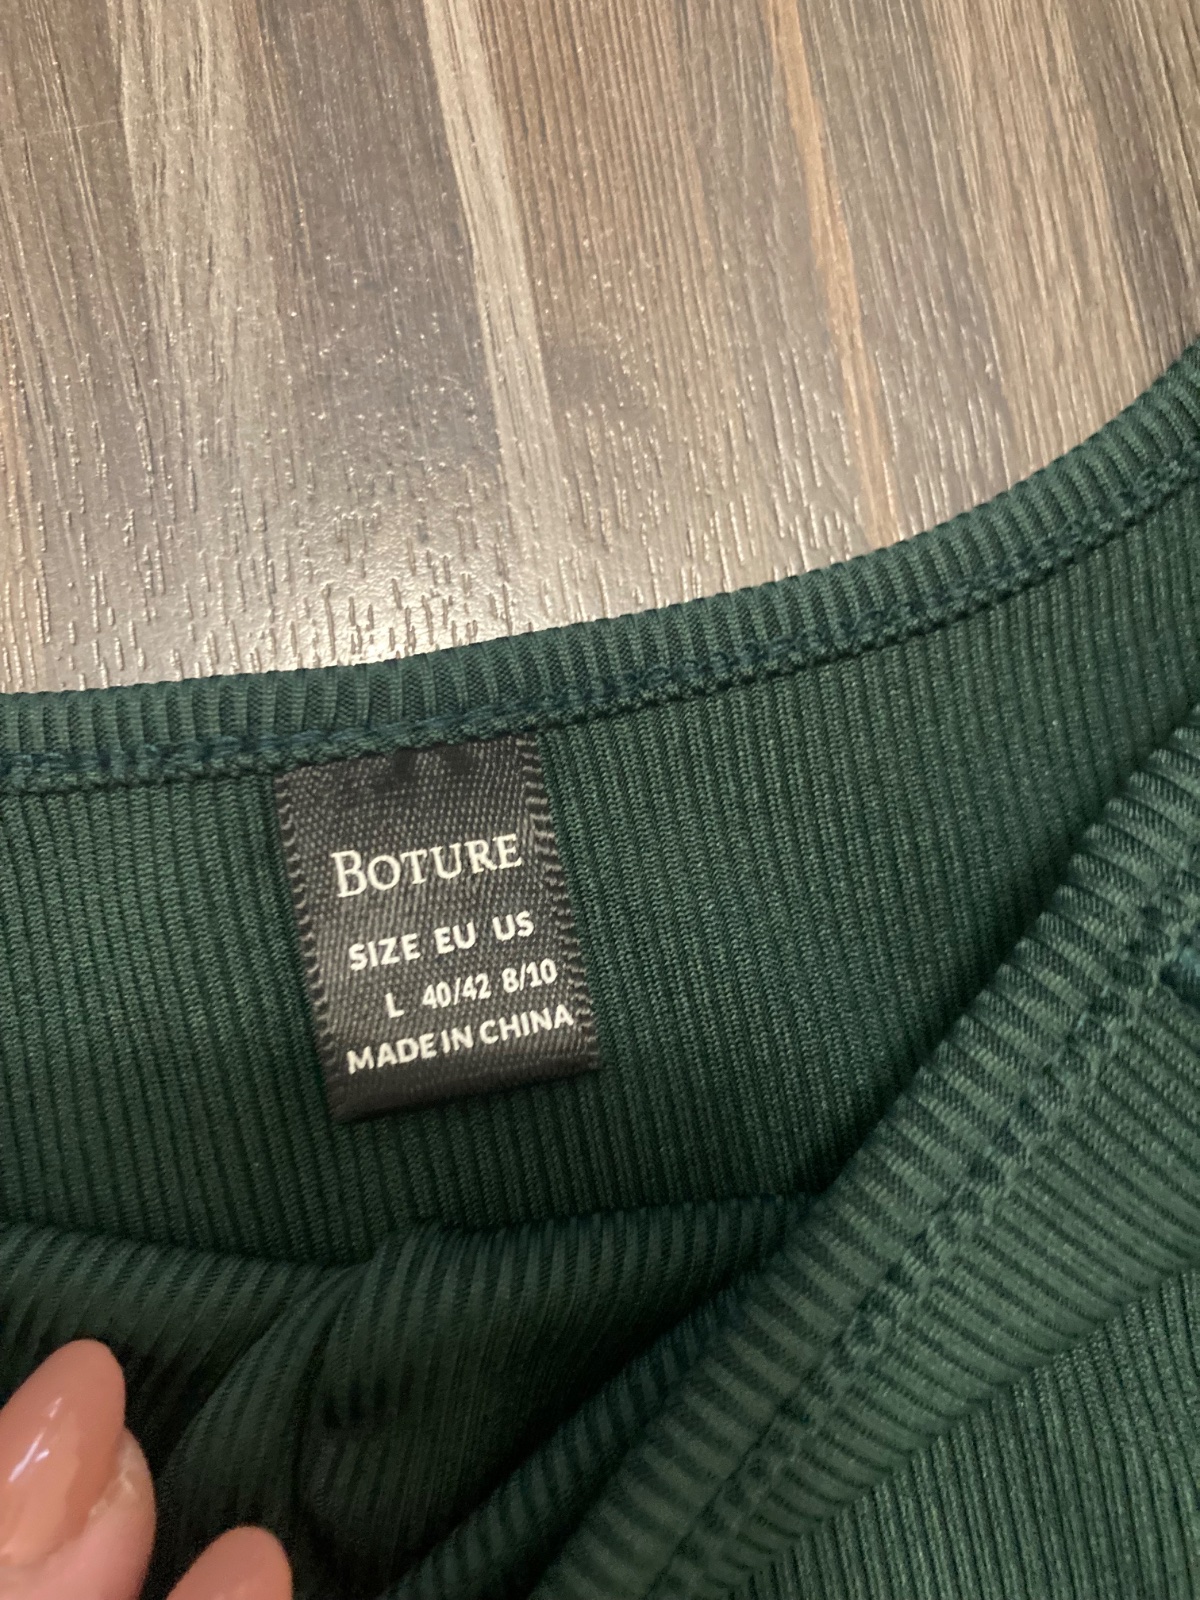 BOTURE
SIZE EU US
L 40/42 8/10
MADE IN CHINA